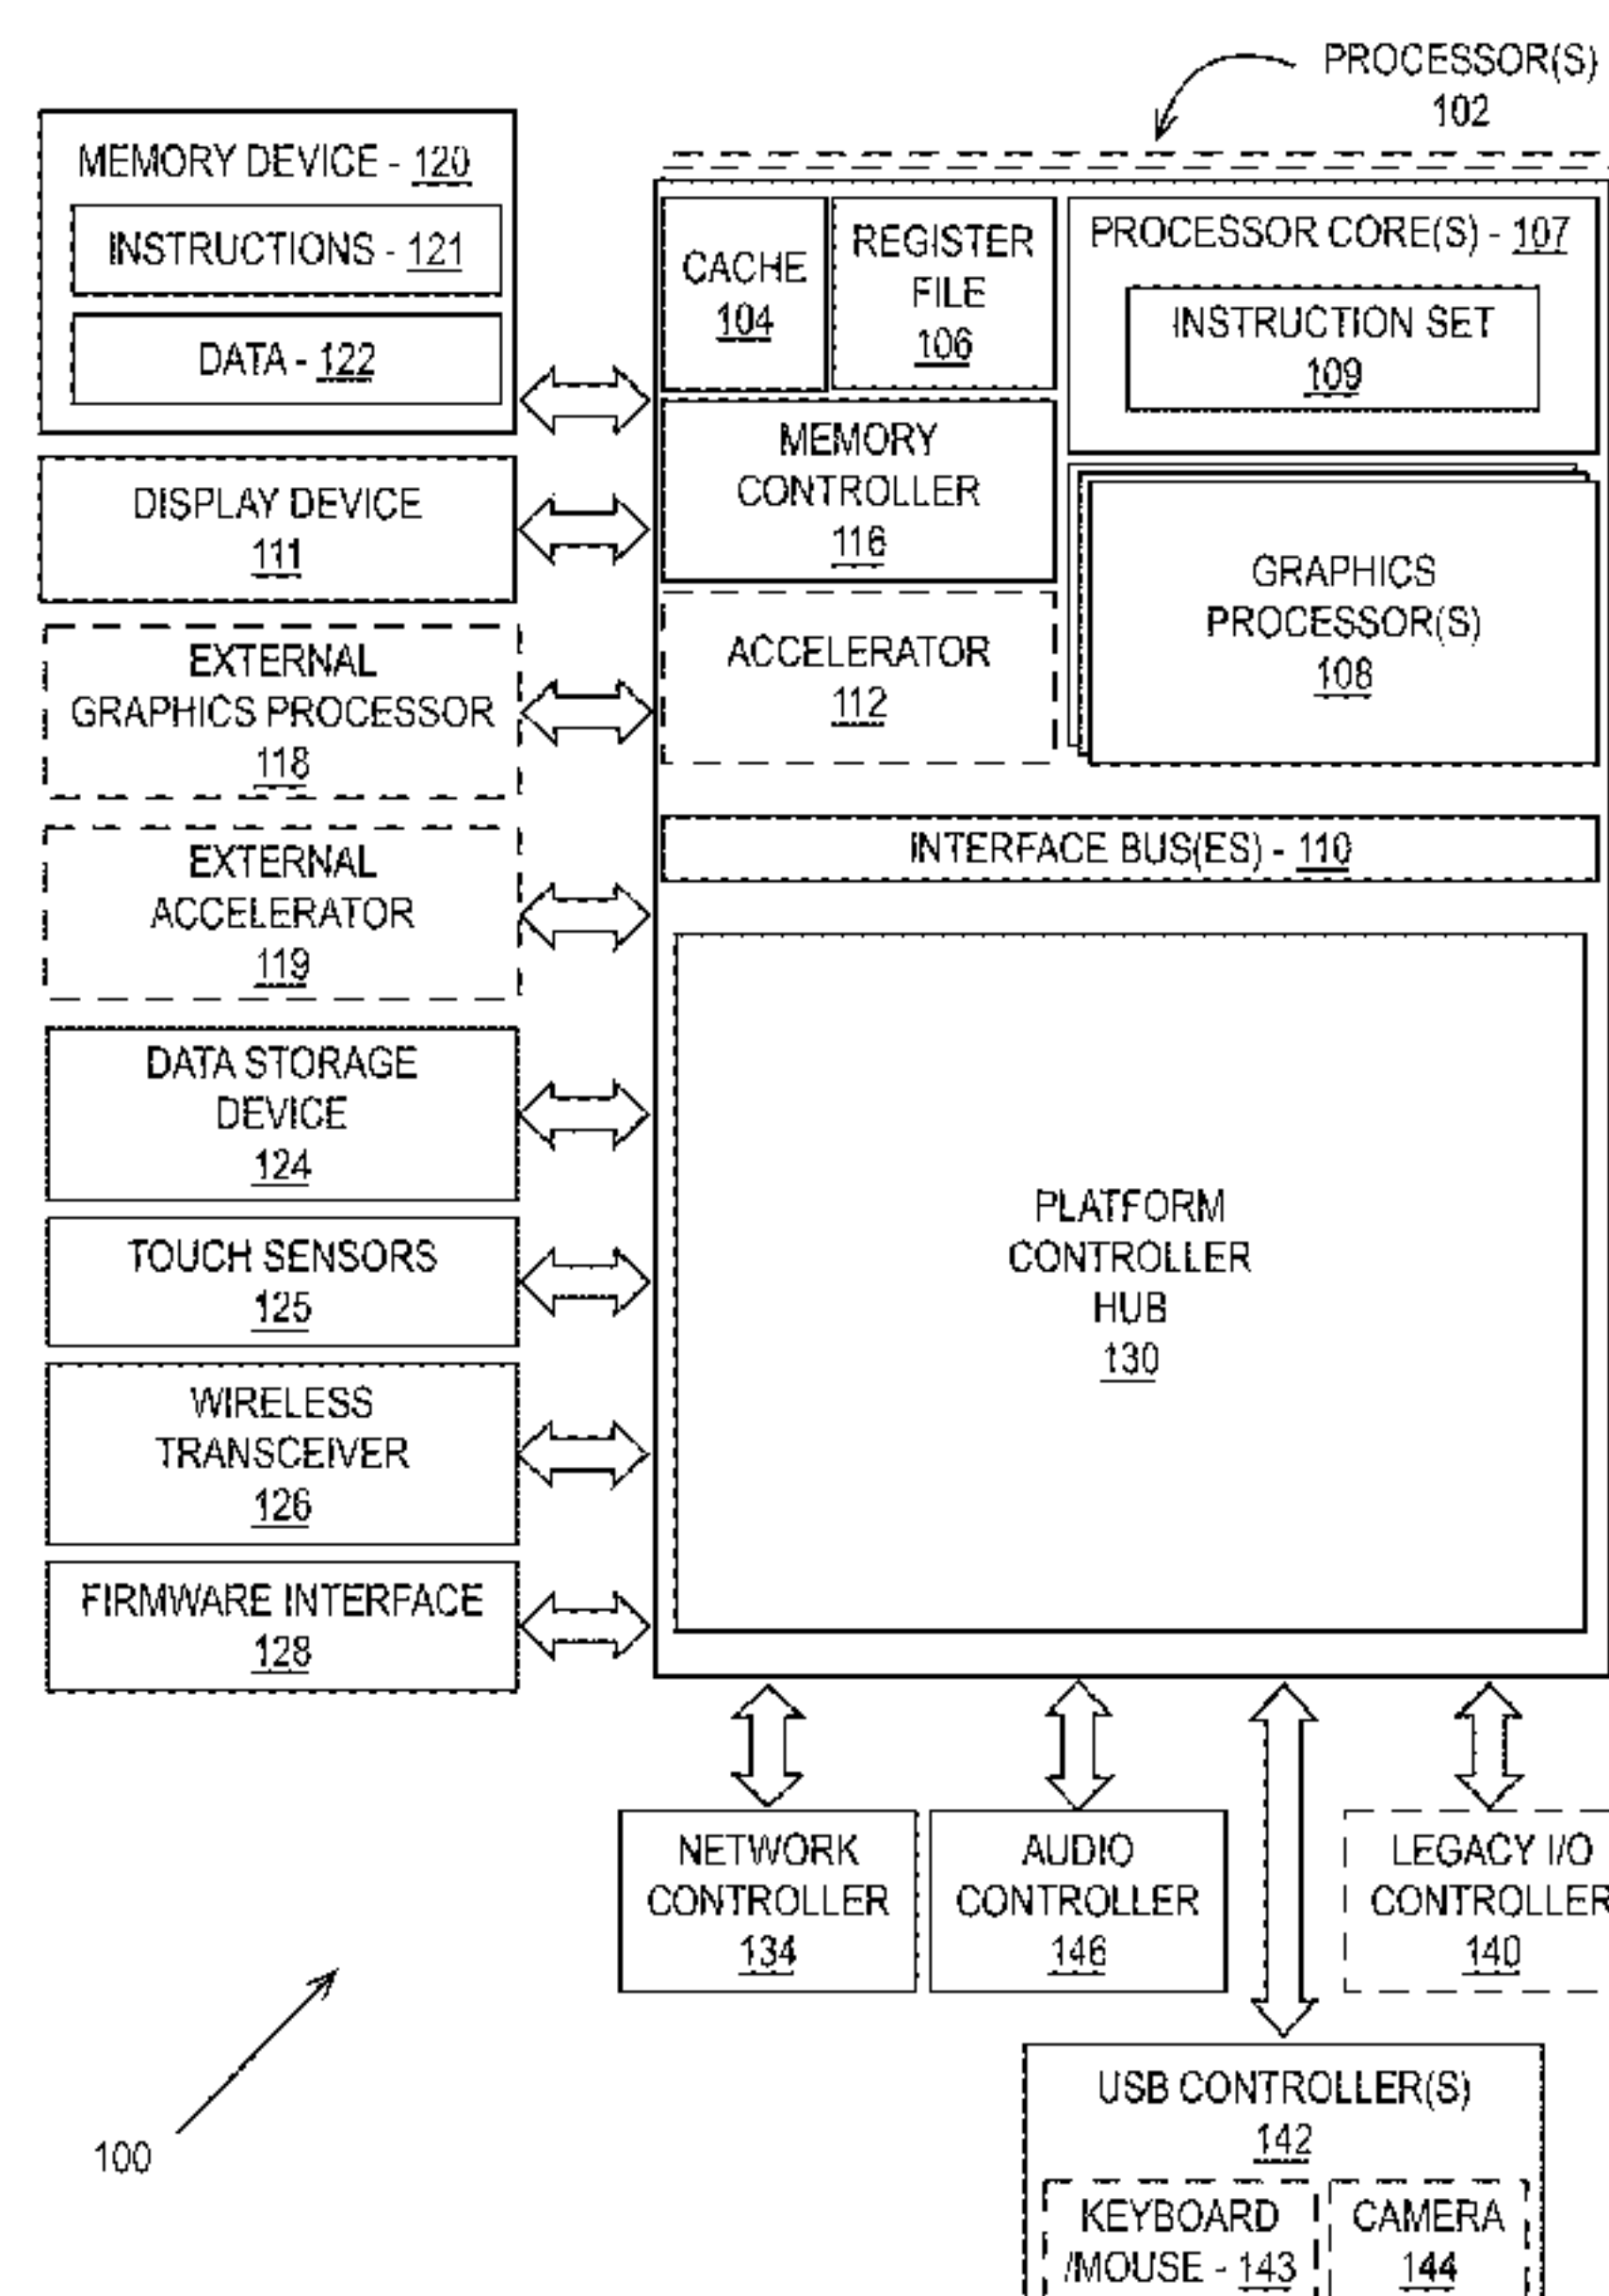 PROCESSOR(S)
102
MEMORY DEVICE - 120
INSTRUCTIONS - 121
DATA - 122
CACHE
104
REGISTER
FILE
106
PROCESSOR CORE(S) - 107
INSTRUCTION SET
109
MEMORY
CONTROLLER
116
DISPLAY DEVICE
111
GRAPHICS
PROCESSOR(S)
108
EXTERNAL
GRAPHICS PROCESSOR
118
ACCELERATOR
112
EXTERNAL
ACCELERATOR
119
INTERFACE BUS(ES) - 110
DATA STORAGE
DEVICE
124
TOUCH SENSORS
125
PLATFORM
CONTROLLER
HUB
130
WIRELESS
TRANSCEIVER
126
FIRMWARE INTERFACE
128
NETWORK
CONTROLLER
134
AUDIO
CONTROLLER
146
LEGACY I/O
CONTROLLER
140
100
USB CONTROLLER(S)
142
KEYBOARD
/MOUSE - 143
CAMERA
144